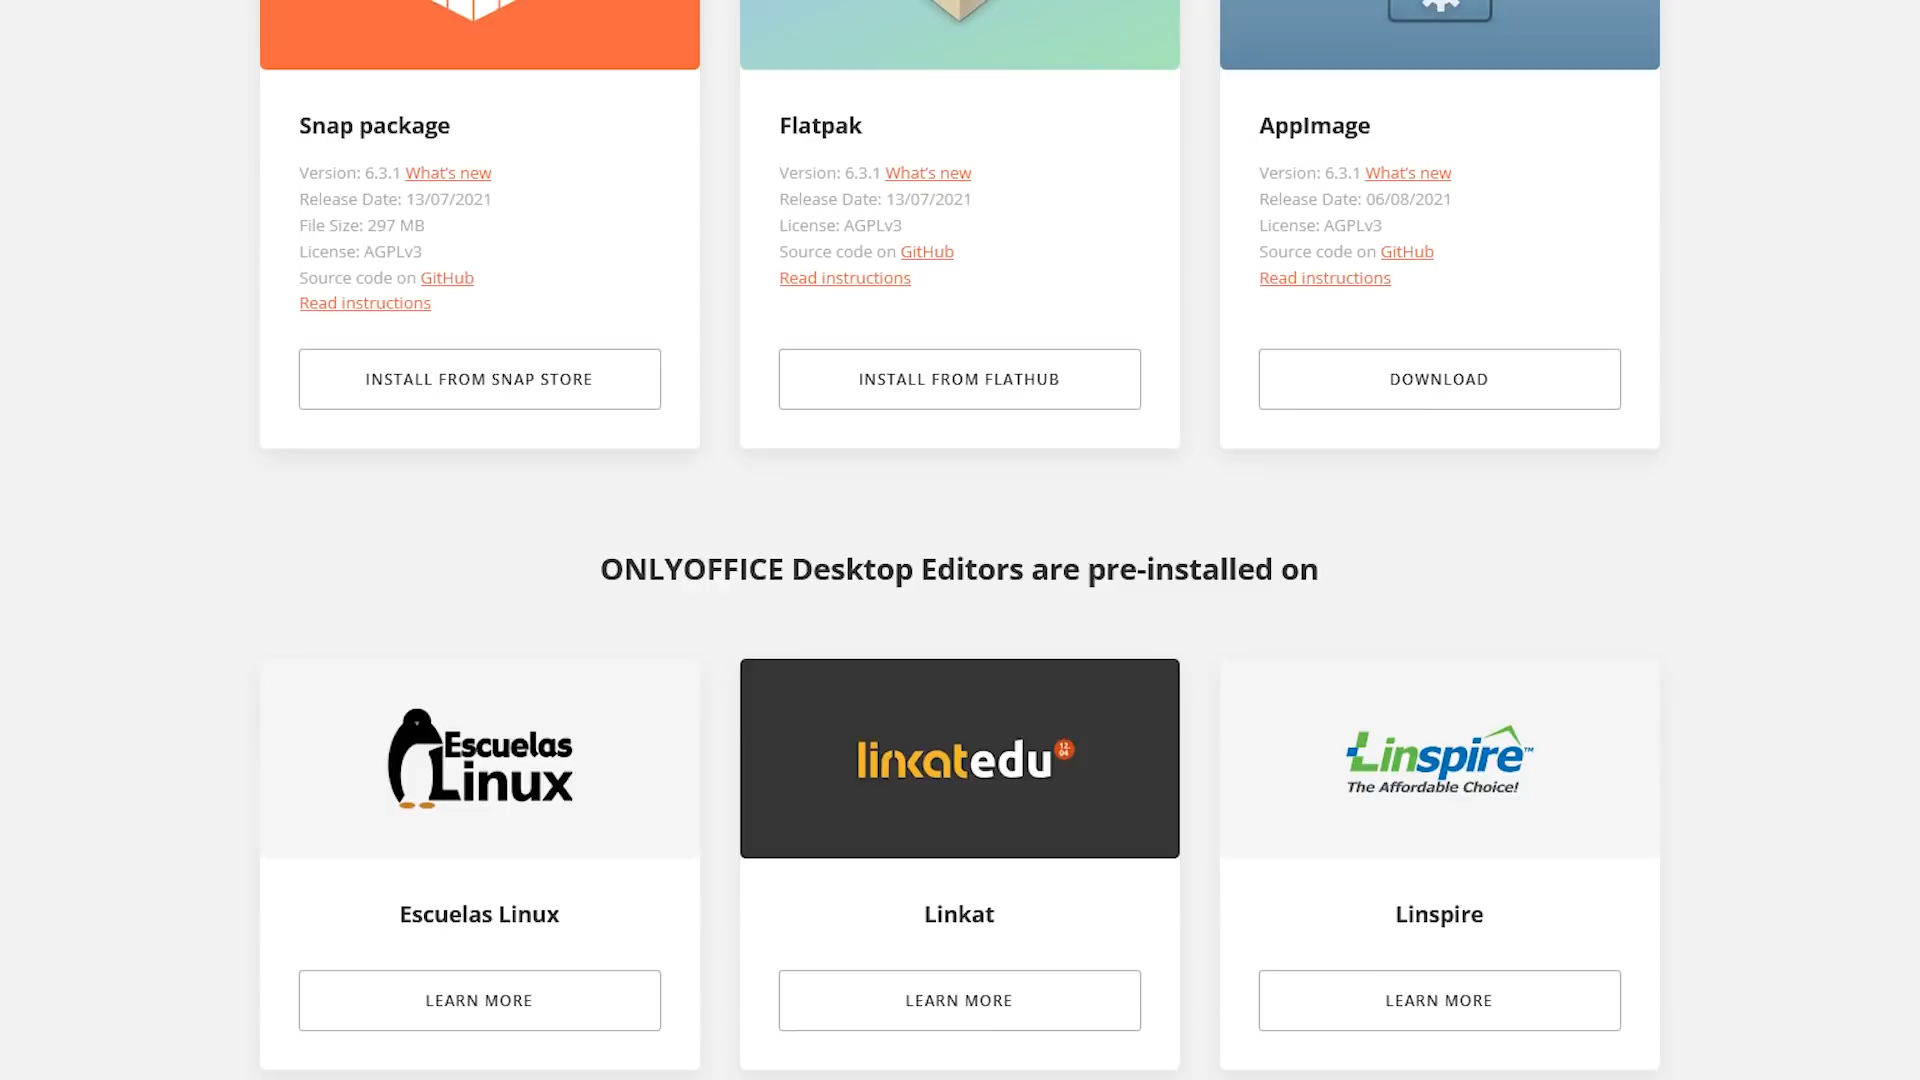 Snap package
Version: 6.3.1 What's new
Release Date: 13/07/2021
File Size: 297 MB
License: AGPLv3
Source code on GitHub
Read instructions
INSTALL FROM SNAP STORE
Flatpak
Version: 6.3.1 What's new
Release Date: 13/07/2021
License: AGPLv3
Source code on GitHub
Read instructions
INSTALL FROM FLATHUB
AppImage
Version: 6.3.1 What's new
Release Date: 06/08/2021
License: AGPLv3
Source code on GitHub
Read instructions
DOWNLOAD
ONLYOFFICE Desktop Editors are pre-installed on
Escuelas
Linux
Escuelas Linux
LEARN MORE
linkatedu
12.
04
Linkat
LEARN MORE
Linspire™
The Affordable Choice!
Linspire
LEARN MORE